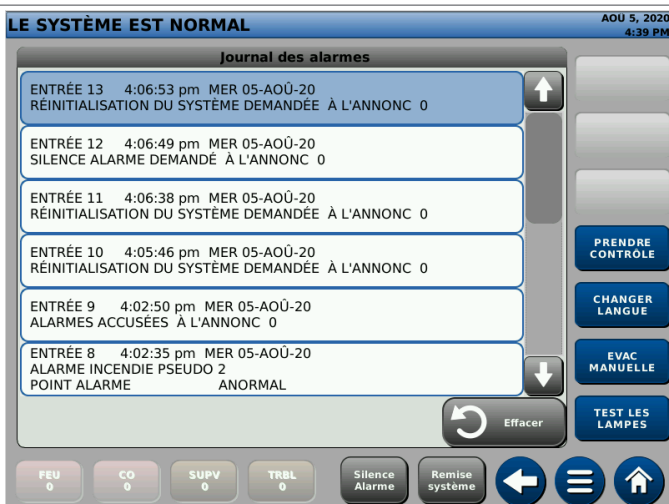 LE SYSTÈME EST NORMAL
AOÛ 5, 2020
4:39 PM
Journal des alarmes
ENTRÉE 13 4:06:53 pm MER 05-AOÛ-20
RÉINITIALISATION DU SYSTÈME DEMANDÉE À L'ANNONC 0
ENTRÉE 12 4:06:49 pm MER 05-AOÛ-20
SILENCE ALARME DEMANDÉ À L'ANNONC 0
ENTRÉE 11 4:06:38 pm MER 05-AOÛ-20
RÉINITIALISATION DU SYSTÈME DEMANDÉE À L'ANNONC 0
ENTRÉE 10 4:05:46 pm MER 05-AOÛ-20
RÉINITIALISATION DU SYSTÈME DEMANDÉE À L'ANNONC 0
ENTRÉE 9 4:02:50 pm MER 05-AOÛ-20
ALARMES ACCUSÉES À L'ANNONC 0
ENTRÉE 8 4:02:35 pm MER 05-AOÛ-20
ALARME INCENDIE PSEUDO 2
POINT ALARME ANORMAL
Effacer
PRENDRE
CONTRÔLE
CHANGER
LANGUE
EVAC
MANUELLE
TEST LES
LAMPES
FEU
0
CO
0
SUPV
0
TRBL
0
Silence
Alarme
Remise
système